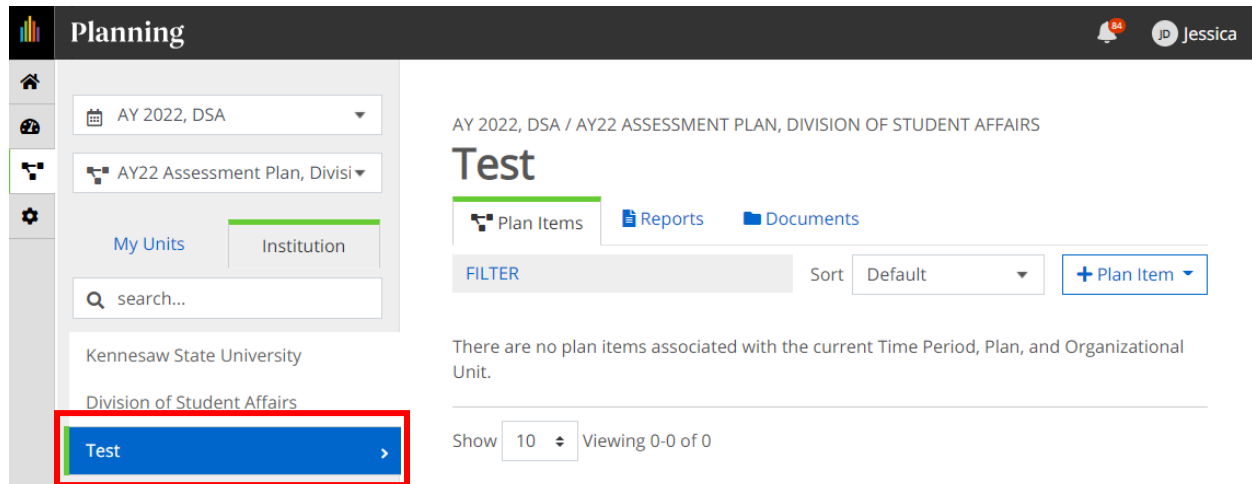 Planning
84
JD Jessica
AY 2022, DSA
AY22 Assessment Plan, Divisi
My Units
Institution
search...
Kennesaw State University
Division of Student Affairs
Test
AY 2022, DSA / AY22 ASSESSMENT PLAN, DIVISION OF STUDENT AFFAIRS
Test
Plan Items
Reports
Documents
FILTER
Sort Default
+ Plan Item
There are no plan items associated with the current Time Period, Plan, and Organizational
Unit.
Show 10 Viewing 0-0 of 0